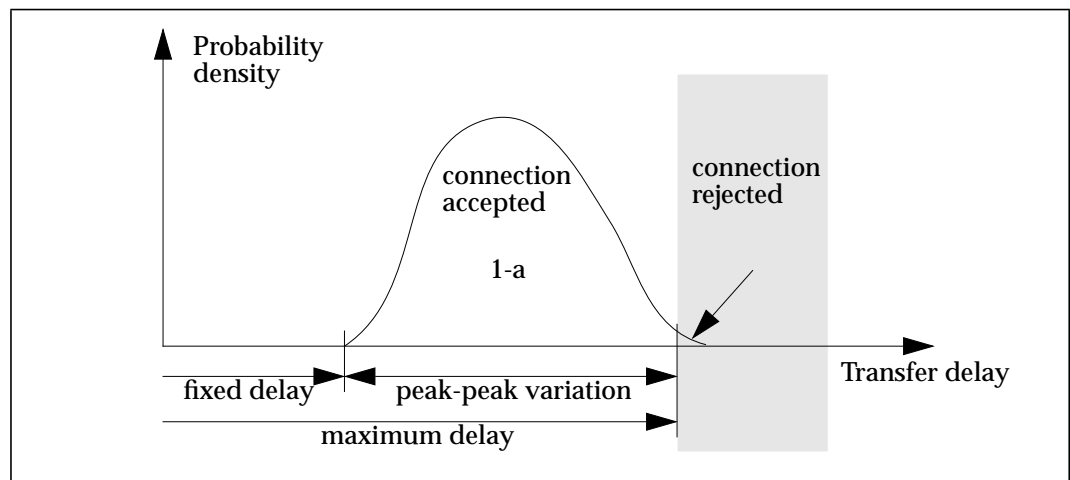 Probability
density
connection
accepted
1-a
connection
rejected
Transfer delay
fixed delay
peak-peak variation
maximum delay